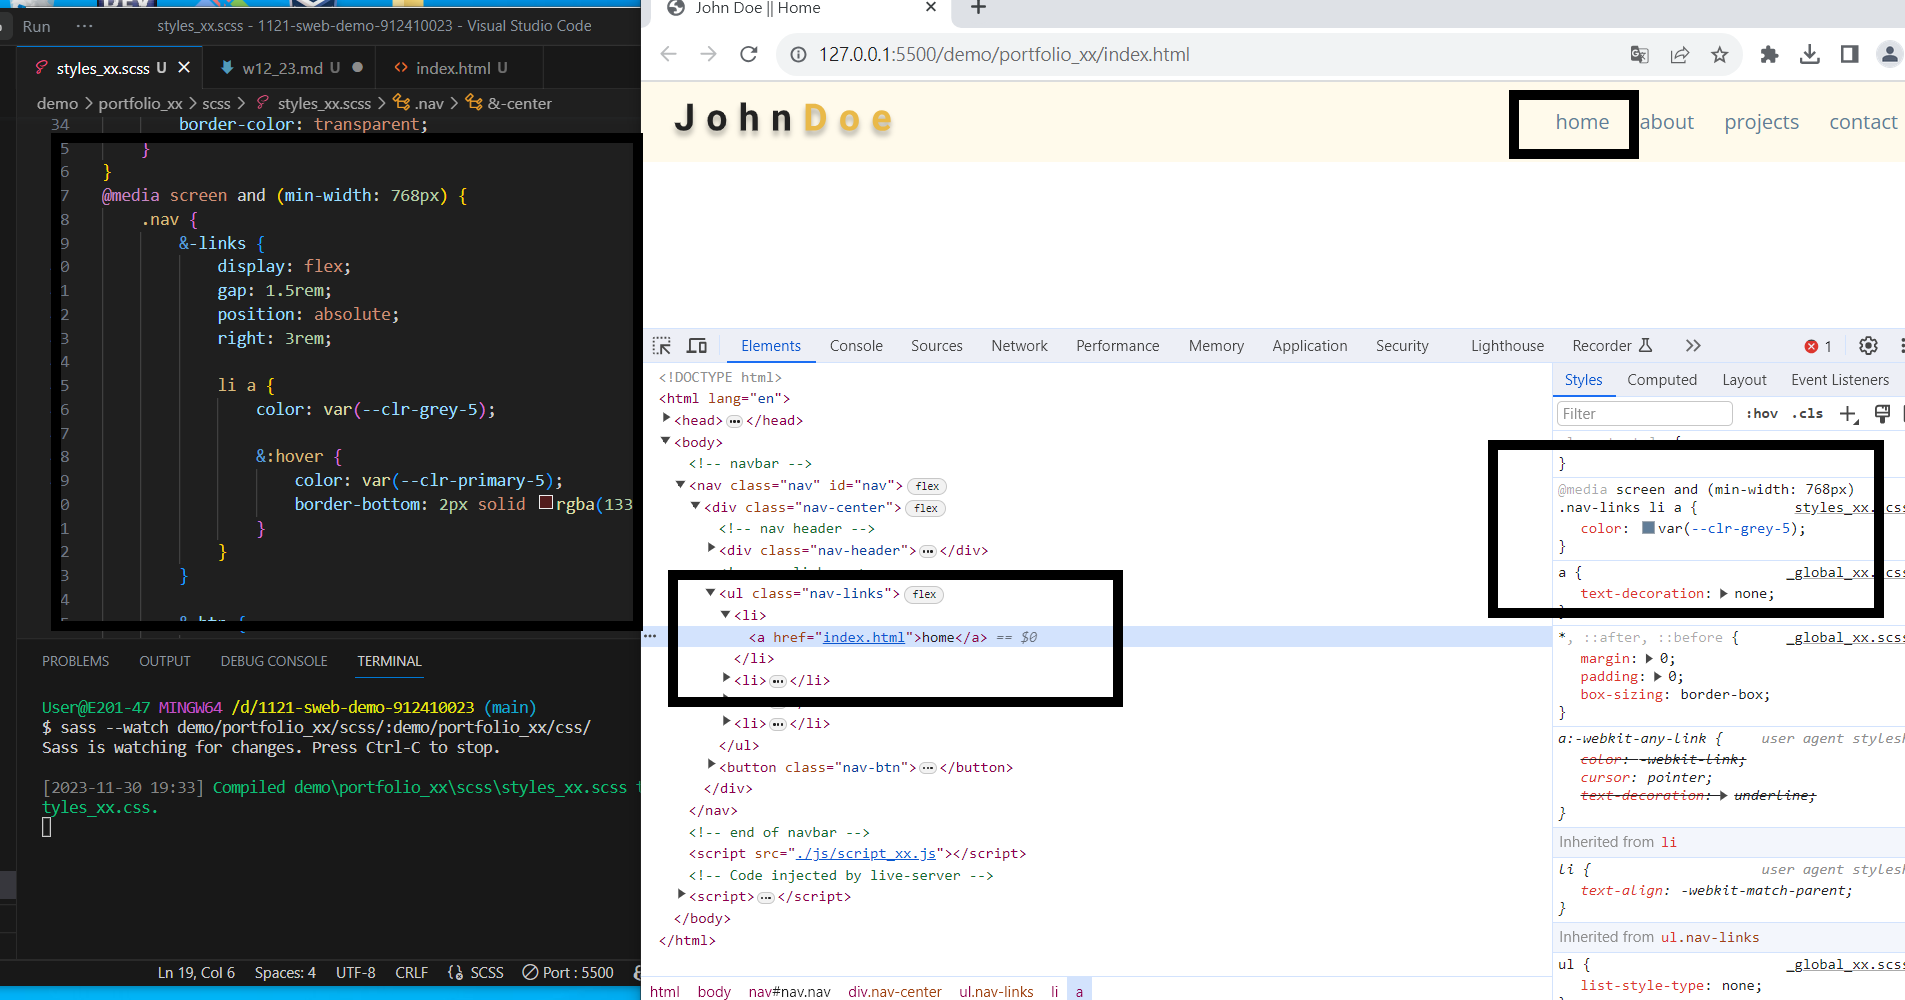 Run ··· styles_xx.scss - 1121-sweb-demo-912410023 - Visual Studio Code
styles_xx.scss U w12_23.md U index.html U
demo > portfolio_xx > scss > styles_xx.scss > .nav > &-center
34 border-color: transparent;
5 }
6 }
7 @media screen and (min-width: 768px) {
8 .nav {
9 &-links {
0 display: flex;
1 gap: 1.5rem;
2 position: absolute;
3 right: 3rem;
4
5 li a {
6 color: var(--clr-grey-5);
7
8 &:hover {
9 color: var(--clr-primary-5);
0 border-bottom: 2px solid rgba(133
1 }
2 }
3 }
4
PROBLEMS OUTPUT DEBUG CONSOLE TERMINAL
User@E201-47 MINGW64 /d/1121-sweb-demo-912410023 (main)
$ sass --watch demo/portfolio_xx/scss/:demo/portfolio_xx/css/
Sass is watching for changes. Press Ctrl-C to stop.
[2023-11-30 19:33] Compiled demo\portfolio_xx\scss\styles_xx.scss t
tyles_xx.css.
Ln 19, Col 6 Spaces: 4 UTF-8 CRLF SCSS Port : 5500
John Doe || Home
127.0.0.1:5500/demo/portfolio_xx/index.html
JohnDoe
home about projects contact
Elements Console Sources Network Performance Memory Application Security Lighthouse Recorder 1
<!DOCTYPE html>
<html lang="en">
<head> ··· </head>
<body>
<!-- navbar -->
<nav class="nav" id="nav"> flex
<div class="nav-center"> flex
<!-- nav header -->
<div class="nav-header"> ··· </div>
<ul class="nav-links"> flex
<li>
··· <a href="index.html">home</a> == $0
</li>
<li> ··· </li>
<li> ··· </li>
</ul>
<button class="nav-btn"> ··· </button>
</div>
</nav>
<!-- end of navbar -->
<script src="./js/script_xx.js"></script>
<!-- Code injected by live-server -->
<script> ··· </script>
</body>
</html>
html body nav#nav.nav div.nav-center ul.nav-links li a
Styles Computed Layout Event Listeners
Filter :hov .cls
}
@media screen and (min-width: 768px)
.nav-links li a { styles_xx.scss
color: var(--clr-grey-5);
}
a { _global_xx.scss
text-decoration: none;
*, ::after, ::before { _global_xx.scss
margin: 0;
padding: 0;
box-sizing: border-box;
}
a:-webkit-any-link { user agent stylesh
color: -webkit-link;
cursor: pointer;
text-decoration: underline;
}
Inherited from li
li { user agent stylesh
text-align: -webkit-match-parent;
}
Inherited from ul.nav-links
ul { _global_xx.scss
list-style-type: none;